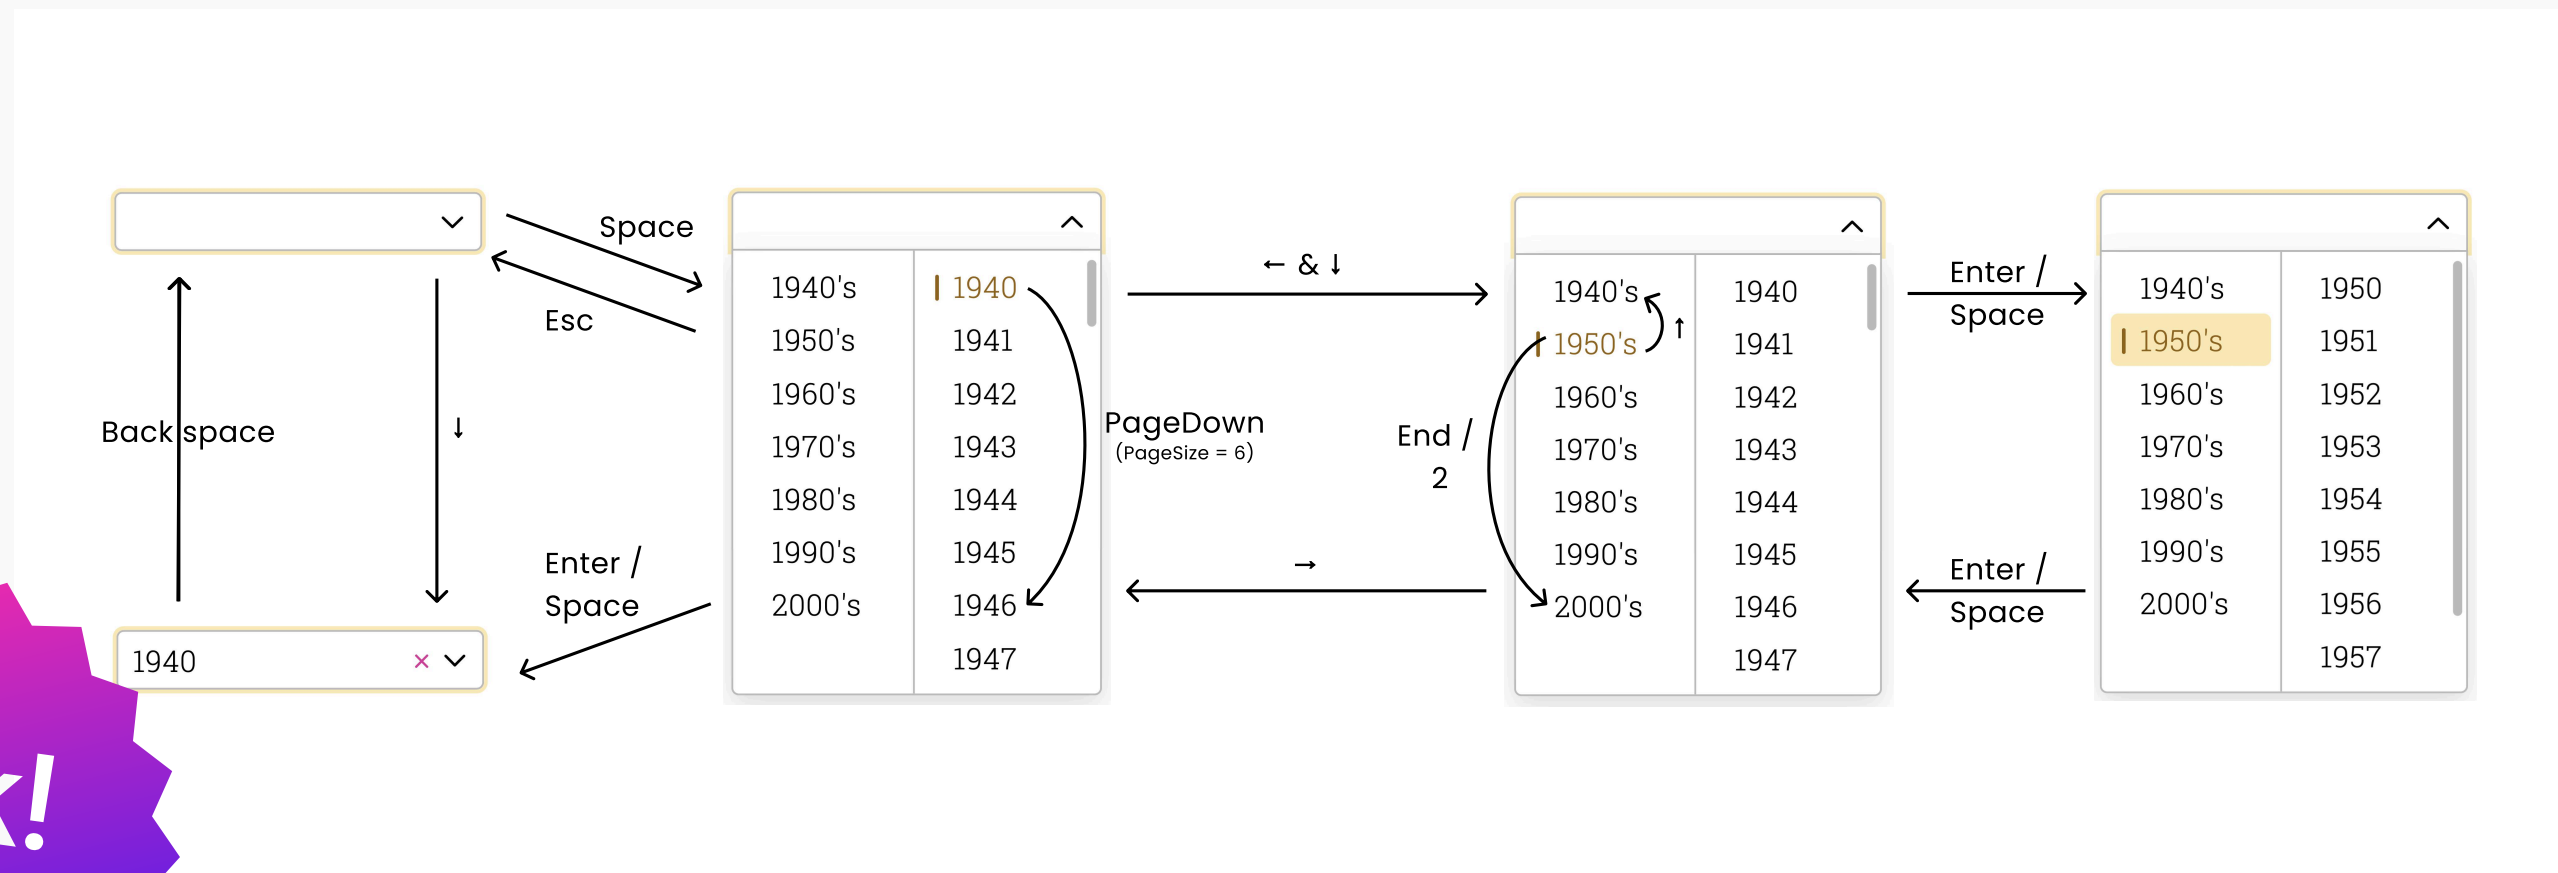 Space
Esc
Backspace
↓
1940
Enter /
Space
1940's
1950's
1960's
1970's
1980's
1990's
2000's
1940
1941
1942
1943
1944
1945
1946
1947
PageDown
(PageSize = 6)
← & ↓
→
End /
2
1940's
1950's
1960's
1970's
1980's
1990's
2000's
↑
1940
1941
1942
1943
1944
1945
1946
1947
Enter /
Space
Enter /
Space
1940's
1950's
1960's
1970's
1980's
1990's
2000's
1950
1951
1952
1953
1954
1955
1956
1957